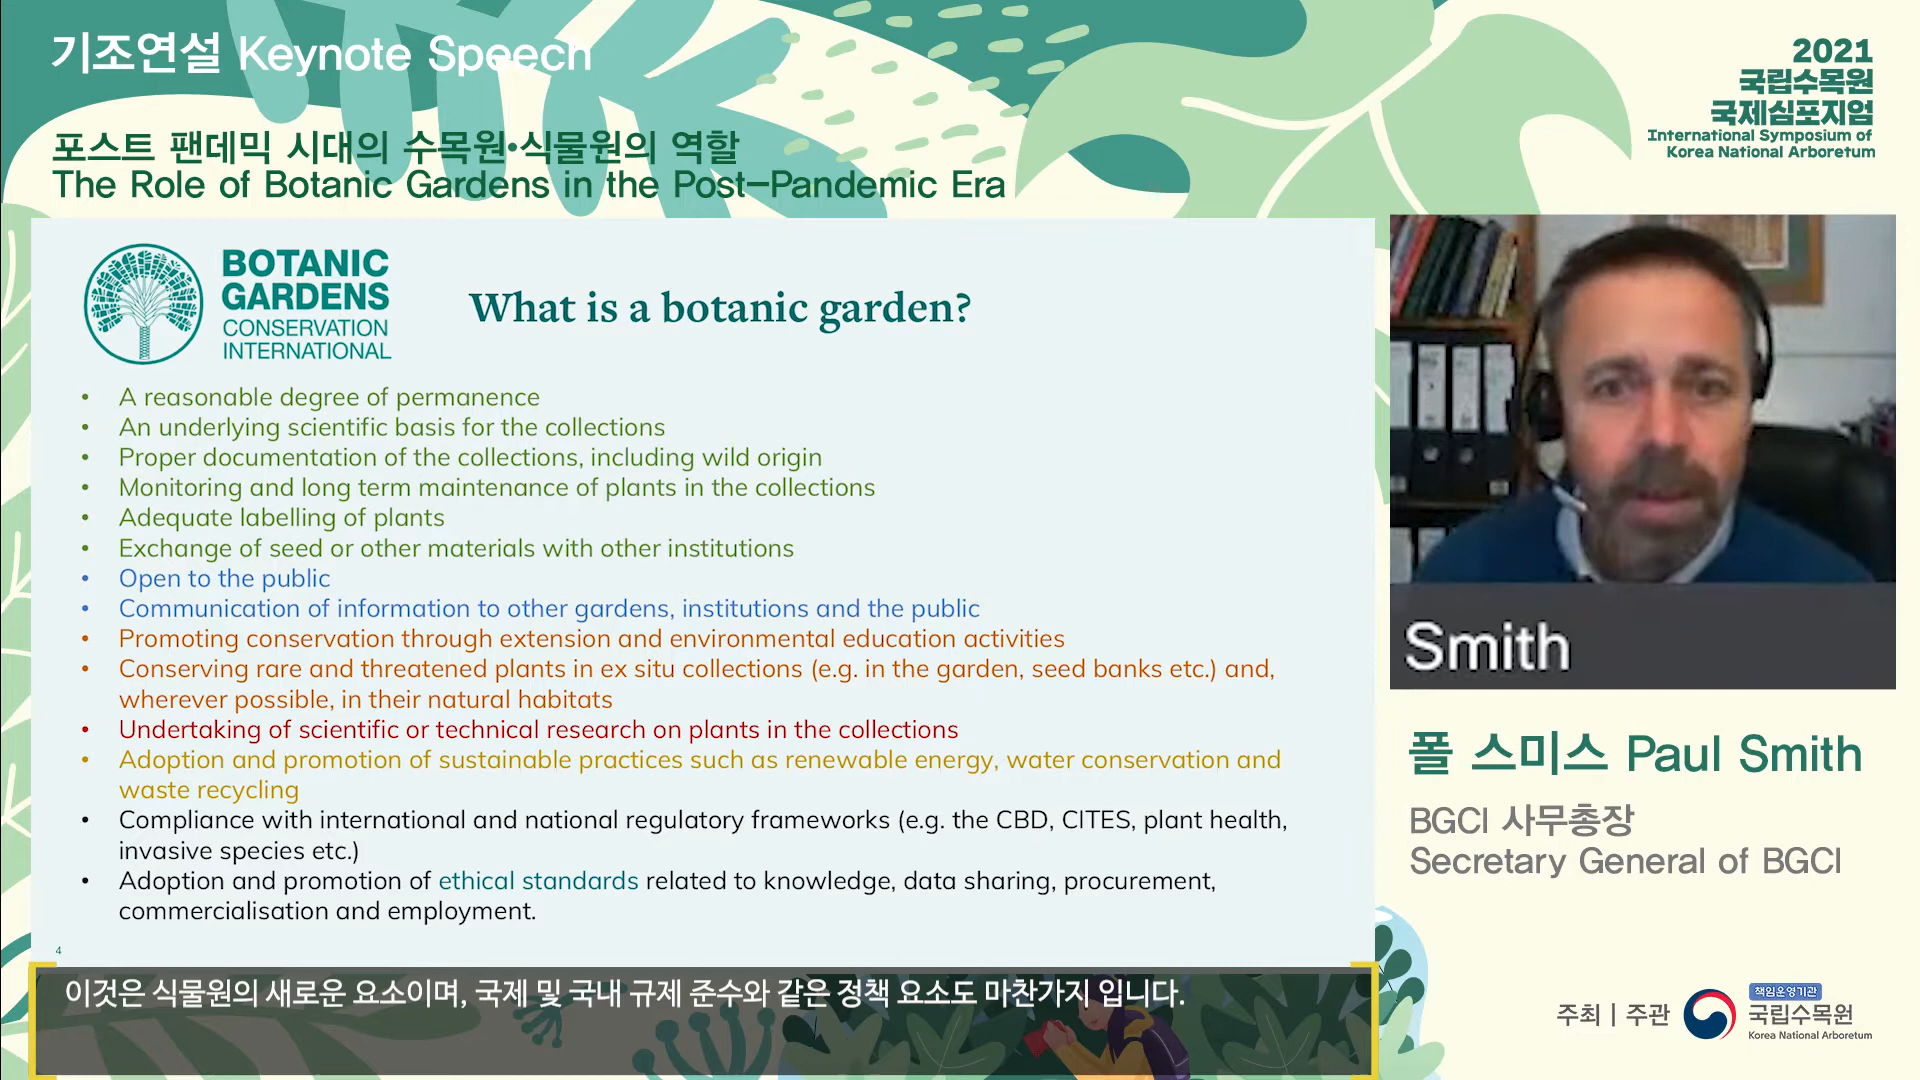 기조연설 Keynote Speech
포스트 팬데믹 시대의 수목원•식물원의 역할
The Role of Botanic Gardens in the Post-Pandemic Era
2021
국립수목원
국제심포지엄
International Symposium of
Korea National Arboretum
BOTANIC
GARDENS
CONSERVATION
INTERNATIONAL
What is a botanic garden?
• A reasonable degree of permanence
• An underlying scientific basis for the collections
• Proper documentation of the collections, including wild origin
• Monitoring and long term maintenance of plants in the collections
• Adequate labelling of plants
• Exchange of seed or other materials with other institutions
• Open to the public
• Communication of information to other gardens, institutions and the public
• Promoting conservation through extension and environmental education activities
• Conserving rare and threatened plants in ex situ collections (e.g. in the garden, seed banks etc.) and,
wherever possible, in their natural habitats
• Undertaking of scientific or technical research on plants in the collections
• Adoption and promotion of sustainable practices such as renewable energy, water conservation and
waste recycling
• Compliance with international and national regulatory frameworks (e.g. the CBD, CITES, plant health,
invasive species etc.)
• Adoption and promotion of ethical standards related to knowledge, data sharing, procurement,
commercialisation and employment.
4
이것은 식물원의 새로운 요소이며, 국제 및 국내 규제 준수와 같은 정책 요소도 마찬가지 입니다.
Smith
폴 스미스 Paul Smith
BGCI 사무총장
Secretary General of BGCI
주최 | 주관
책임운영기관
국립수목원
Korea National Arboretum